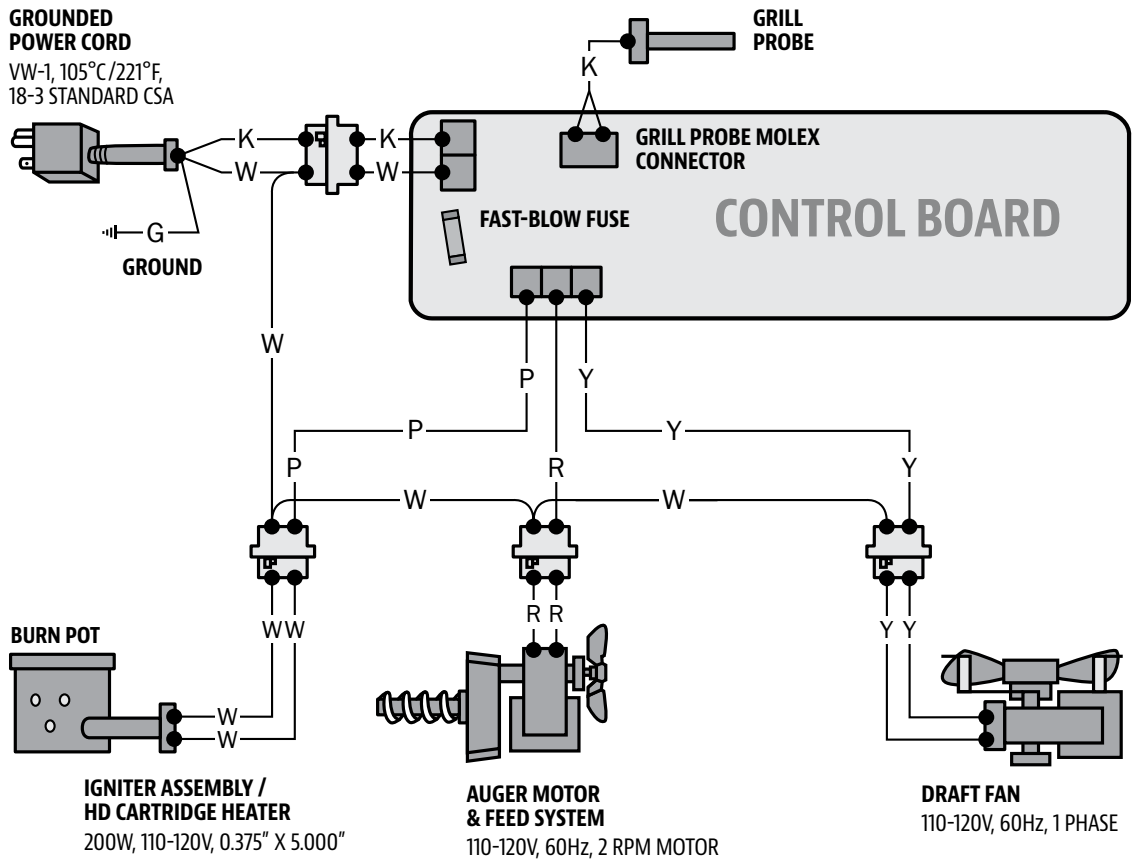 GROUNDED
POWER CORD
VW-1, 105°C/221°F,
18-3 STANDARD CSA
GRILL
PROBE
K
K
K
GRILL PROBE MOLEX
CONNECTOR
W
W
FAST-BLOW FUSE
CONTROL BOARD
G
GROUND
W
P
Y
P
Y
P
R
Y
W
W
R R
WW
Y Y
BURN POT
W
W
IGNITER ASSEMBLY /
HD CARTRIDGE HEATER
200W, 110-120V, 0.375" X 5.000"
AUGER MOTOR
& FEED SYSTEM
110-120V, 60Hz, 2 RPM MOTOR
DRAFT FAN
110-120V, 60Hz, 1 PHASE